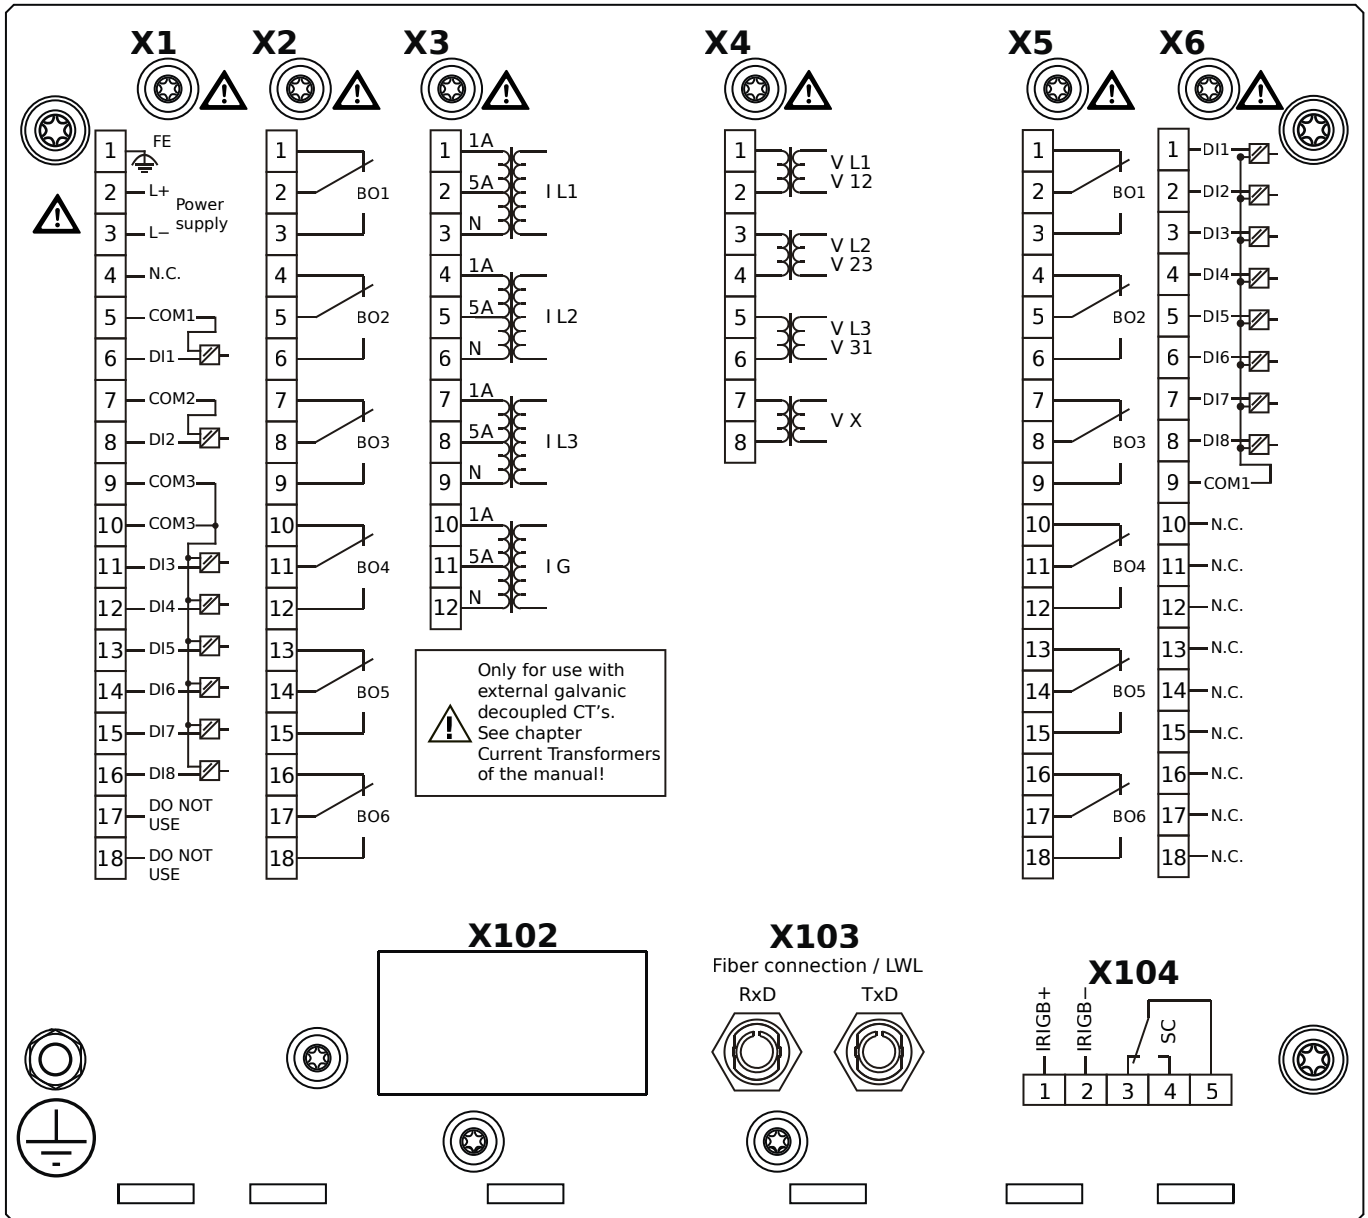 X1 X2 X3 X4 X5 X6
1 FE
2 L+
Power
supply
3 L−
4 N.C.
5 COM1
6 DI1
7 COM2
8 DI2
9 COM3
10 COM3
11 DI3
12 DI4
13 DI5
14 DI6
15 DI7
16 DI8
17 DO NOT
USE
18 DO NOT
USE
1
2 BO1
3
4
5 BO2
6
7
8 BO3
9
10
11 BO4
12
13
14 BO5
15
16
17 BO6
18
1 1A
2 5A I L1
3 N
4 1A
5 5A I L2
6 N
7 1A
8 5A I L3
9 N
10 1A
11 5A I G
12 N
Only for use with
external galvanic
decoupled CT's.
See chapter
Current Transformers
of the manual!
1 V L1
2 V 12
3 V L2
4 V 23
5 V L3
6 V 31
7 V X
8
1
2 BO1
3
4
5 BO2
6
7
8 BO3
9
10
11 BO4
12
13
14 BO5
15
16
17 BO6
18
1 DI1
2 DI2
3 DI3
4 DI4
5 DI5
6 DI6
7 DI7
8 DI8
9 COM1
10 N.C.
11 N.C.
12 N.C.
13 N.C.
14 N.C.
15 N.C.
16 N.C.
17 N.C.
18 N.C.
X102
X103
Fiber connection / LWL
RxD TxD
X104
IRIGB+ IRIGB− SC
1 2 3 4 5